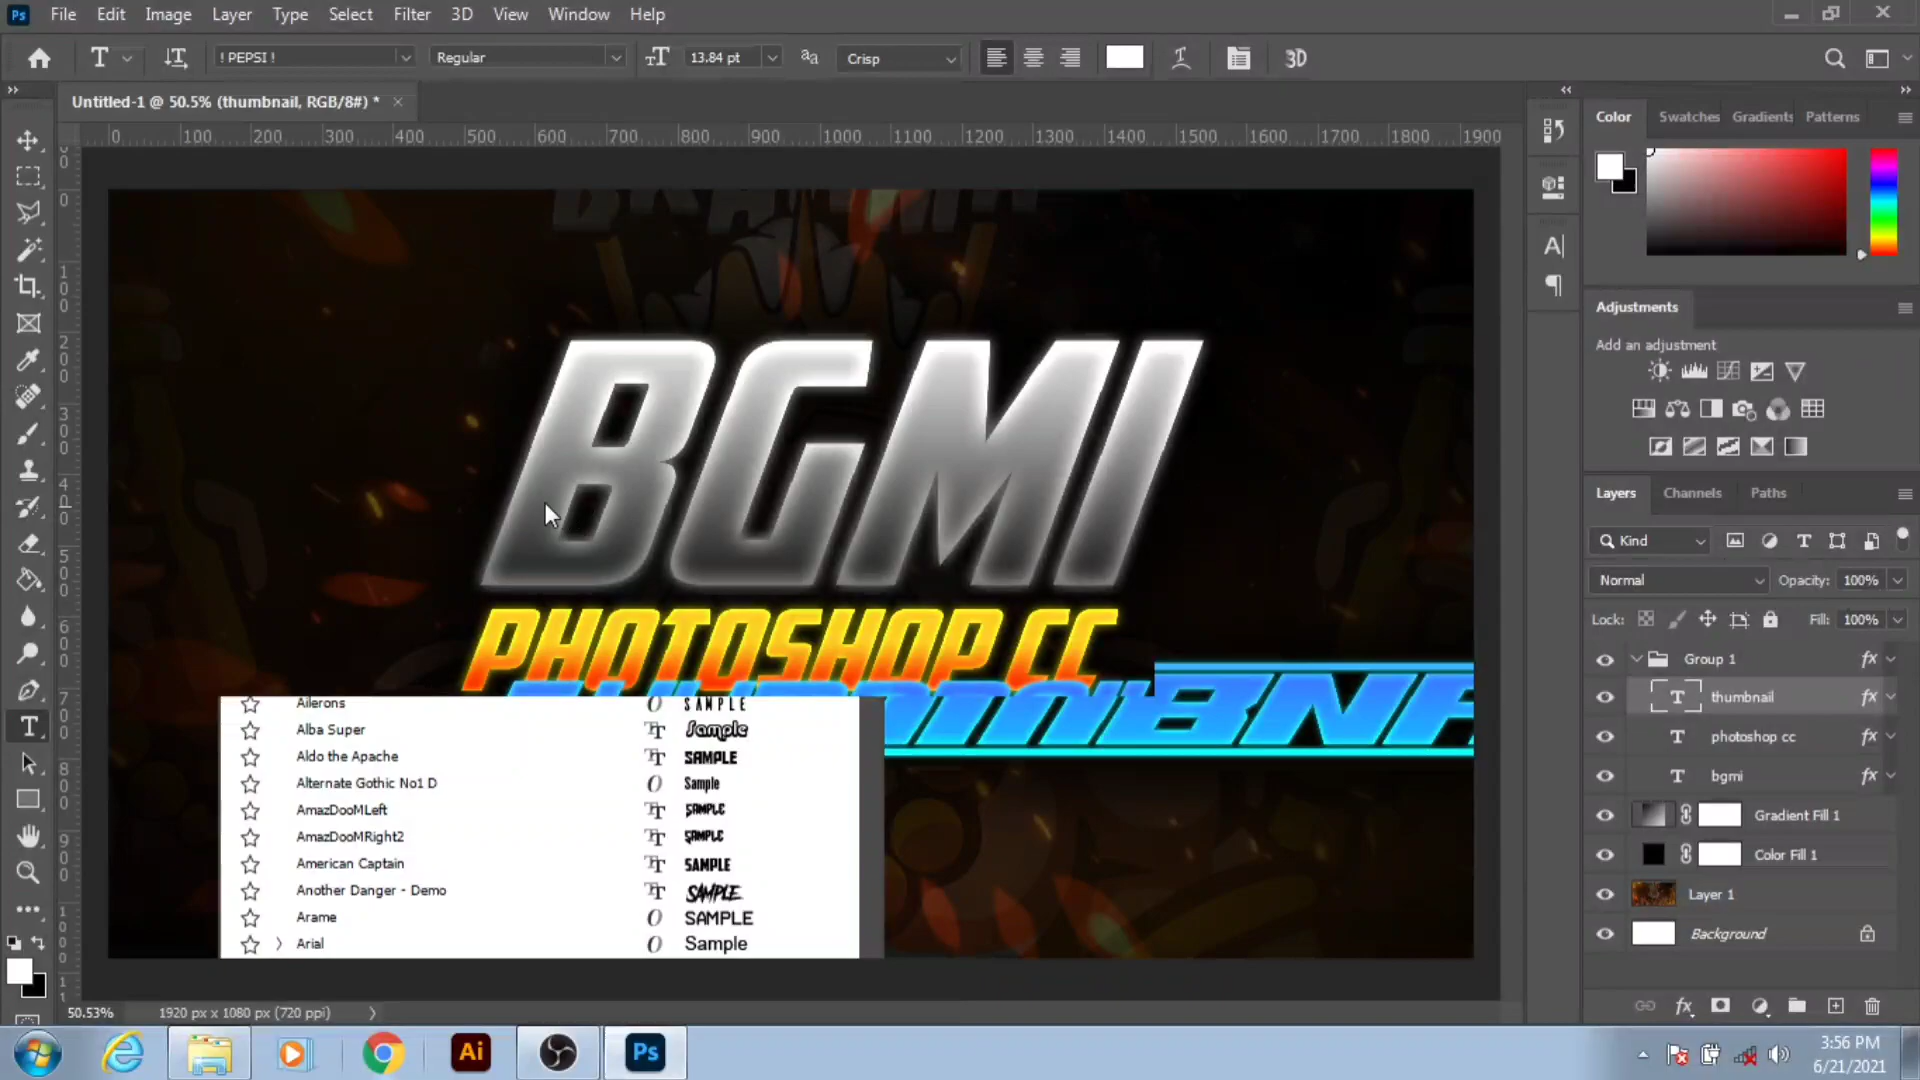 Ps File Edit Image Layer Type Select Filter 3D View Window Help
T ! PEPSI ! Regular 13.84 pt aa Crisp 3D
Untitled-1 @ 50.5% (thumbnail, RGB/8#) * ×
0 100 200 300 400 500 600 700 800 900 1000 1100 1200 1300 1400 1500 1600 1700 1800 1900
Color Swatches Gradients Patterns
BGMI
PHOTOSHOP CC
Adjustments
Add an adjustment
Layers Channels Paths
Kind
Normal Opacity: 100%
Lock: Fill: 100%
Group 1 fx
T thumbnail fx
T photoshop cc fx
T bgmi fx
Gradient Fill 1
Color Fill 1
Layer 1
Background
Ailerons SAMPLE
Alba Super Sample
Aldo the Apache SAMPLE
Alternate Gothic No1 D Sample
AmazDooMLeft SAMPLE
AmazDooMRight2 SAMPLE
American Captain SAMPLE
Another Danger - Demo SAMPLE
Arame SAMPLE
Arial Sample
50.53% 1920 px x 1080 px (720 ppi)
Ai Ps
3:56 PM
6/21/2021